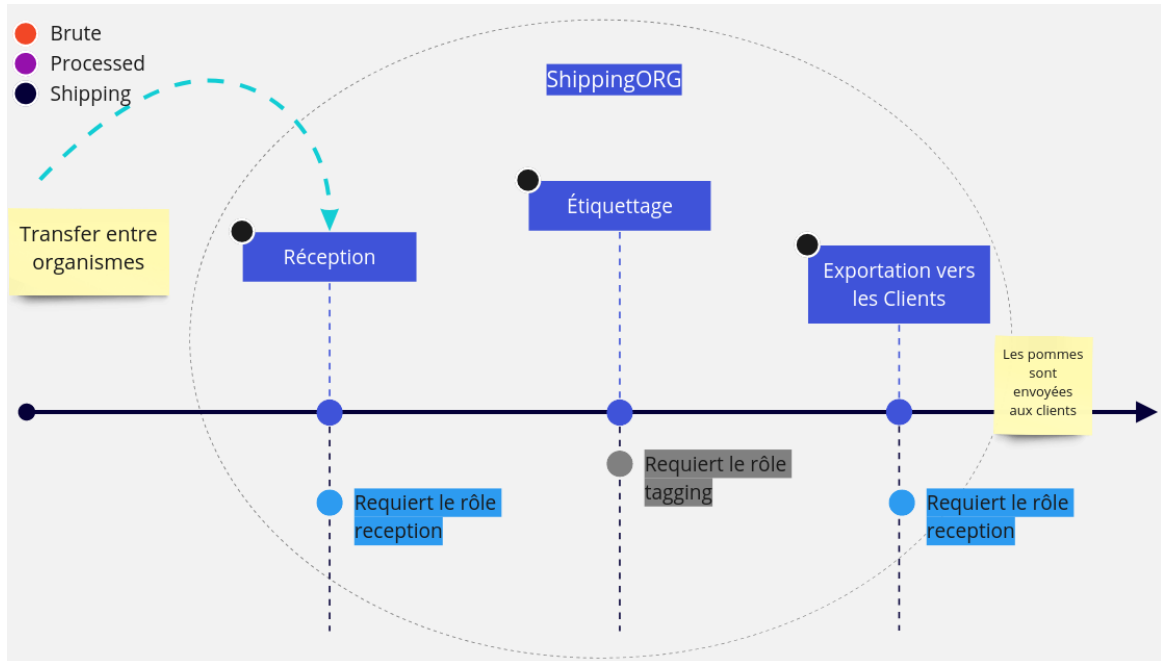 Brute
Processed
Shipping
ShippingORG
Étiquettage
Transfer entre
organismes
Réception
Exportation vers
les Clients
Les pommes
sont
envoyées
aux clients
Requiert le rôle
tagging
Requiert le rôle
reception
Requiert le rôle
reception